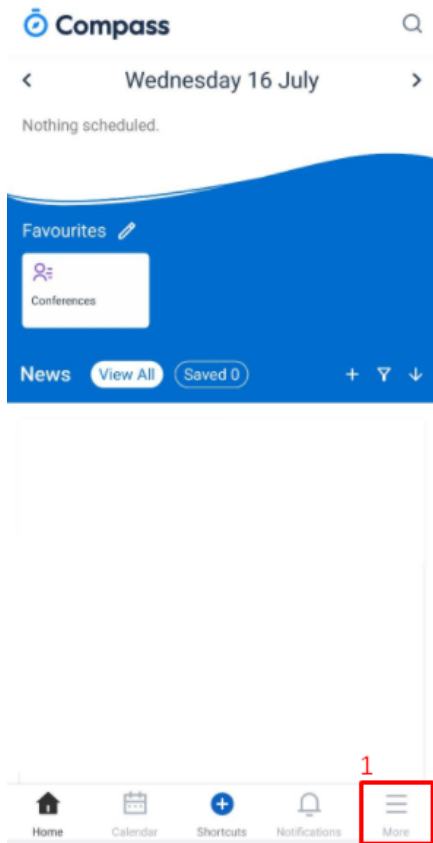 Compass
Wednesday 16 July
Nothing scheduled.
Favourites
Conferences
News View All Saved 0
1
Home Calendar Shortcuts Notifications More